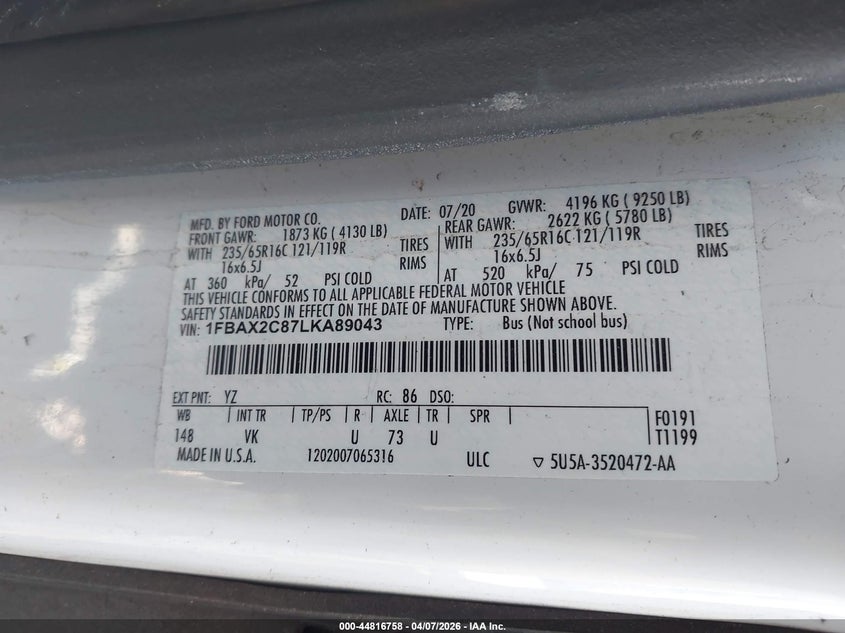 MFD. BY FORD MOTOR CO. DATE: 07/20 GVWR: 4196 KG ( 9250 LB)
FRONT GAWR: 1873 KG ( 4130 LB) REAR GAWR: 2622 KG ( 5780 LB)
WITH 235/65R16C 121/119R TIRES WITH 235/65R16C 121/119R TIRES
16x6.5J RIMS 16x6.5J RIMS
AT 360 kPa/ 52 PSI COLD AT 520 kPa/ 75 PSI COLD
THIS VEHICLE CONFORMS TO ALL APPLICABLE FEDERAL MOTOR VEHICLE
SAFETY STANDARDS IN EFFECT ON THE DATE OF MANUFACTURE SHOWN ABOVE.
VIN: 1FBAX2C87LKA89043 TYPE: Bus (Not school bus)
EXT PNT: YZ RC: 86 DSO:
WB INT TR TP/PS R AXLE TR SPR F0191
148 VK U 73 U T1199
MADE IN U.S.A. 1202007065316 ULC ▽ 5U5A-3520472-AA
000-44816758 - 04/07/2026 - IAA Inc.